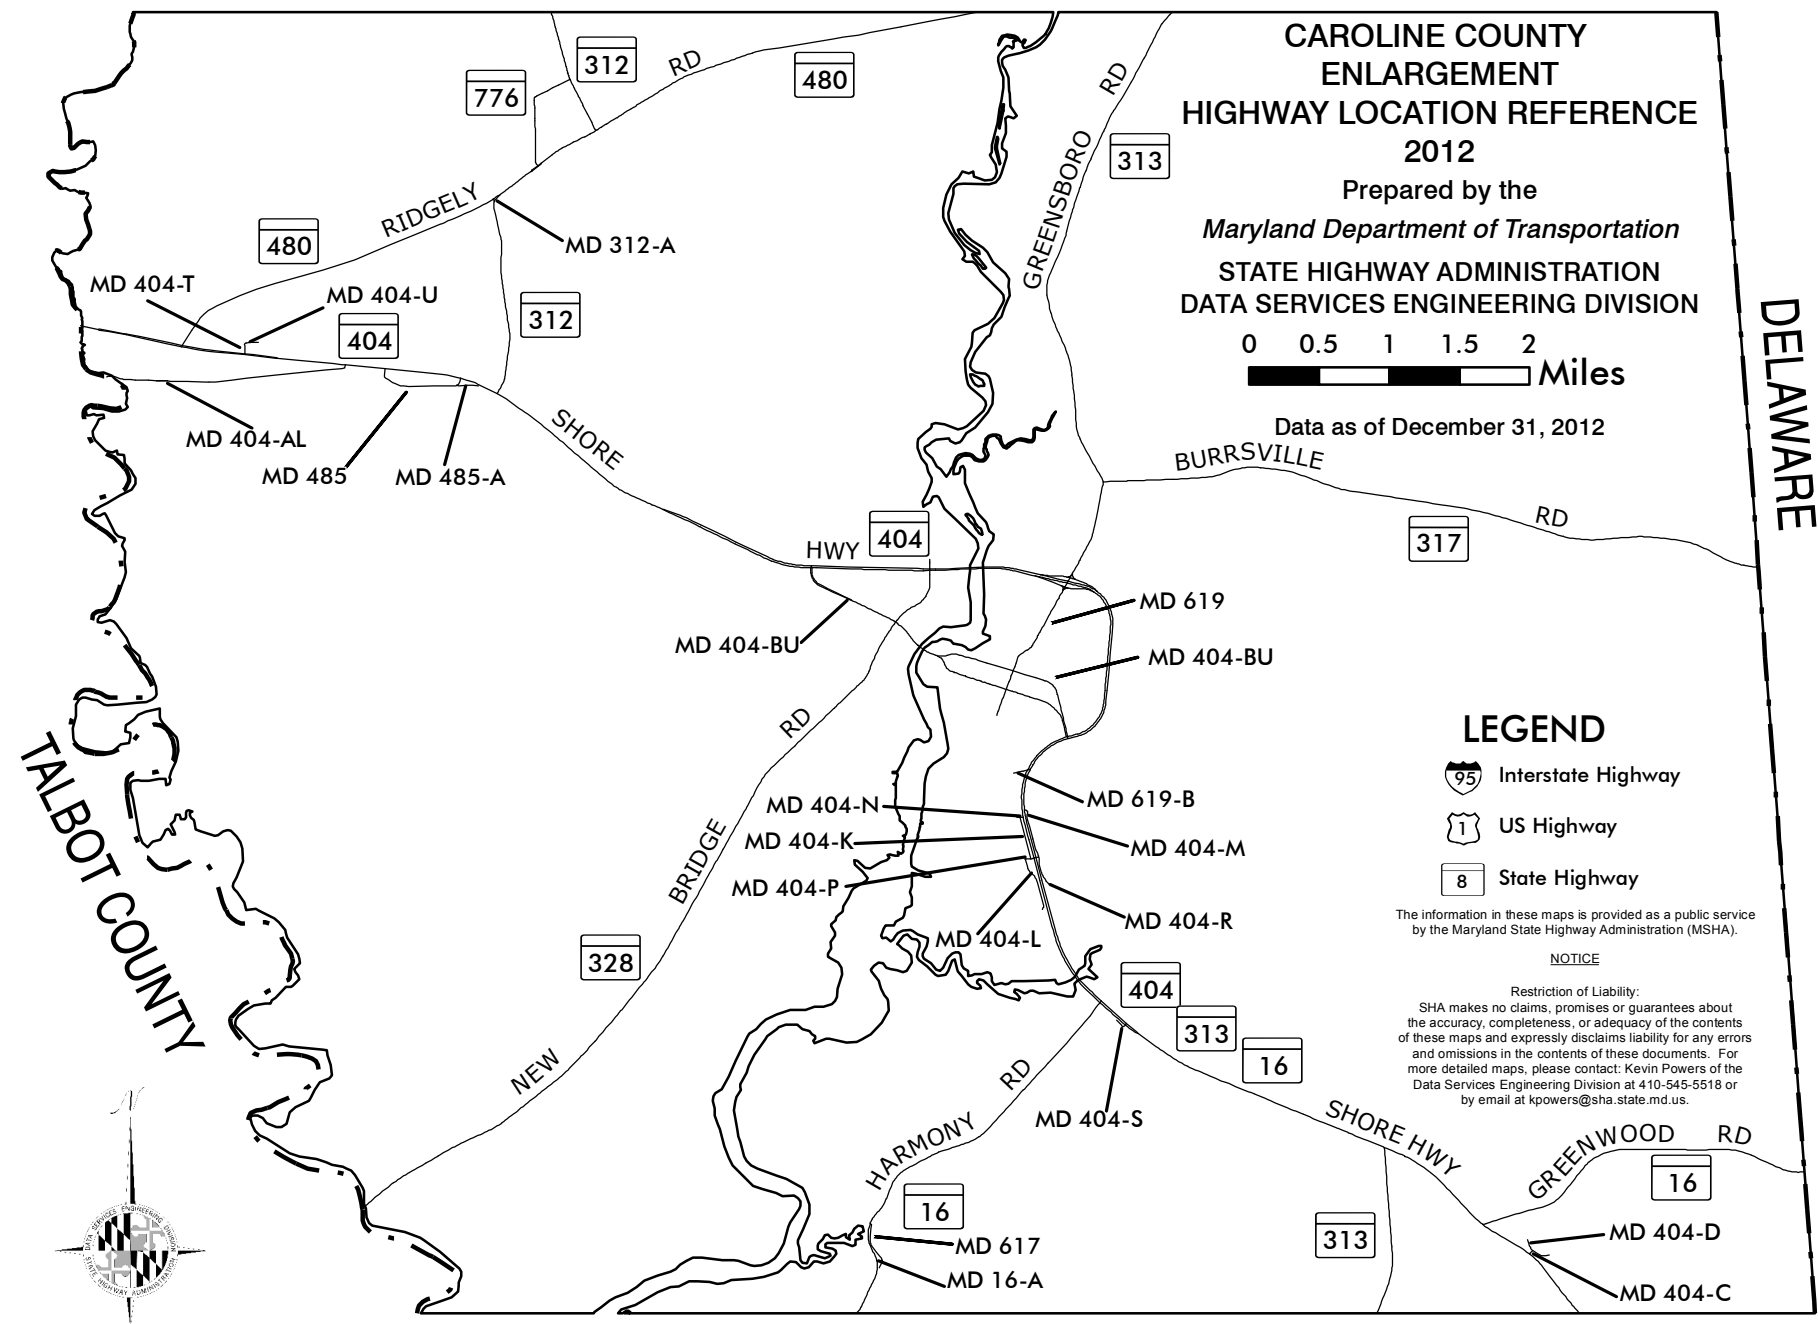 CAROLINE COUNTY
ENLARGEMENT
HIGHWAY LOCATION REFERENCE
2012
Prepared by the
Maryland Department of Transportation
STATE HIGHWAY ADMINISTRATION
DATA SERVICES ENGINEERING DIVISION
0 0.5 1 1.5 2
Miles
Data as of December 31, 2012
312
776
RD
480
RD
313
GREENSBORO
RIDGELY
480
MD 312-A
MD 404-T
MD 404-U
404
312
MD 404-AL
MD 485
MD 485-A
SHORE
HWY
404
BURRSVILLE
RD
317
DELAWARE
MD 619
MD 404-BU
MD 404-BU
RD
BRIDGE
NEW
328
TALBOT COUNTY
MD 619-B
MD 404-N
MD 404-K
MD 404-M
MD 404-P
MD 404-R
MD 404-L
404
313
16
RD
HARMONY
MD 404-S
SHORE HWY
GREENWOOD RD
16
16
MD 617
MD 16-A
313
MD 404-D
MD 404-C
LEGEND
95 Interstate Highway
1 US Highway
8 State Highway
The information in these maps is provided as a public service
by the Maryland State Highway Administration (MSHA).
NOTICE
Restriction of Liability:
SHA makes no claims, promises or guarantees about
the accuracy, completeness, or adequacy of the contents
of these maps and expressly disclaims liability for any errors
and omissions in the contents of these documents. For
more detailed maps, please contact: Kevin Powers of the
Data Services Engineering Division at 410-545-5518 or
by email at kpowers@sha.state.md.us.
DATA SERVICES ENGINEERING DIVISION
STATE HIGHWAY ADMINISTRATION